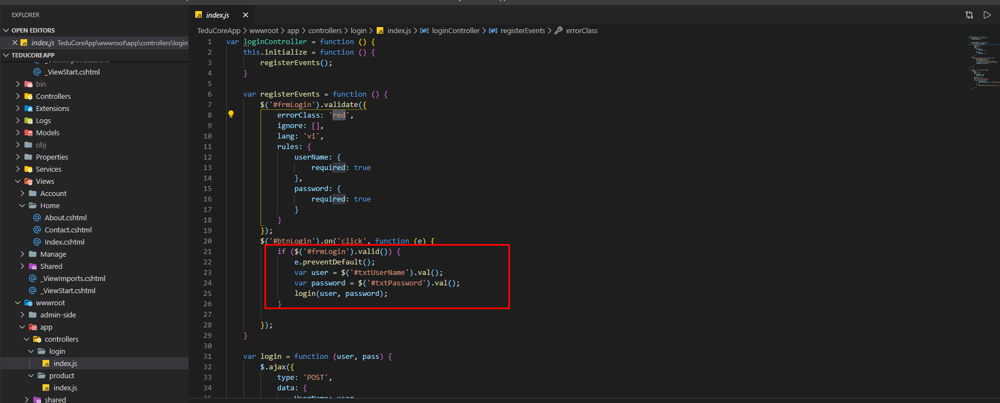 EXPLORER
OPEN EDITORS
index.js TeduCoreApp\wwwroot\app\controllers\login
TEDUCOREAPP
_ViewImports.cshtml
_ViewStart.cshtml
bin
Controllers
Extensions
Logs
Models
obj
Properties
Services
Views
Account
Home
About.cshtml
Contact.cshtml
Index.cshtml
Manage
Shared
_ViewImports.cshtml
_ViewStart.cshtml
wwwroot
admin-side
app
controllers
login
index.js
product
index.js
shared
index.js
TeduCoreApp > wwwroot > app > controllers > login > index.js > loginController > registerEvents > errorClass
1 var loginController = function () {
2 this.initialize = function () {
3 registerEvents();
4 }
5
6 var registerEvents = function () {
7 $('#frmLogin').validate({
8 errorClass: 'red',
9 ignore: [],
10 lang: 'vi',
11 rules: {
12 userName: {
13 required: true
14 },
15 password: {
16 required: true
17 }
18 }
19 });
20 $('#btnLogin').on('click', function (e) {
21 if ($('#frmLogin').valid()) {
22 e.preventDefault();
23 var user = $('#txtUserName').val();
24 var password = $('#txtPassword').val();
25 login(user, password);
26 }
27
28 });
29 }
30
31 var login = function (user, pass) {
32 $.ajax({
33 type: 'POST',
34 data: {
35 UserName: user